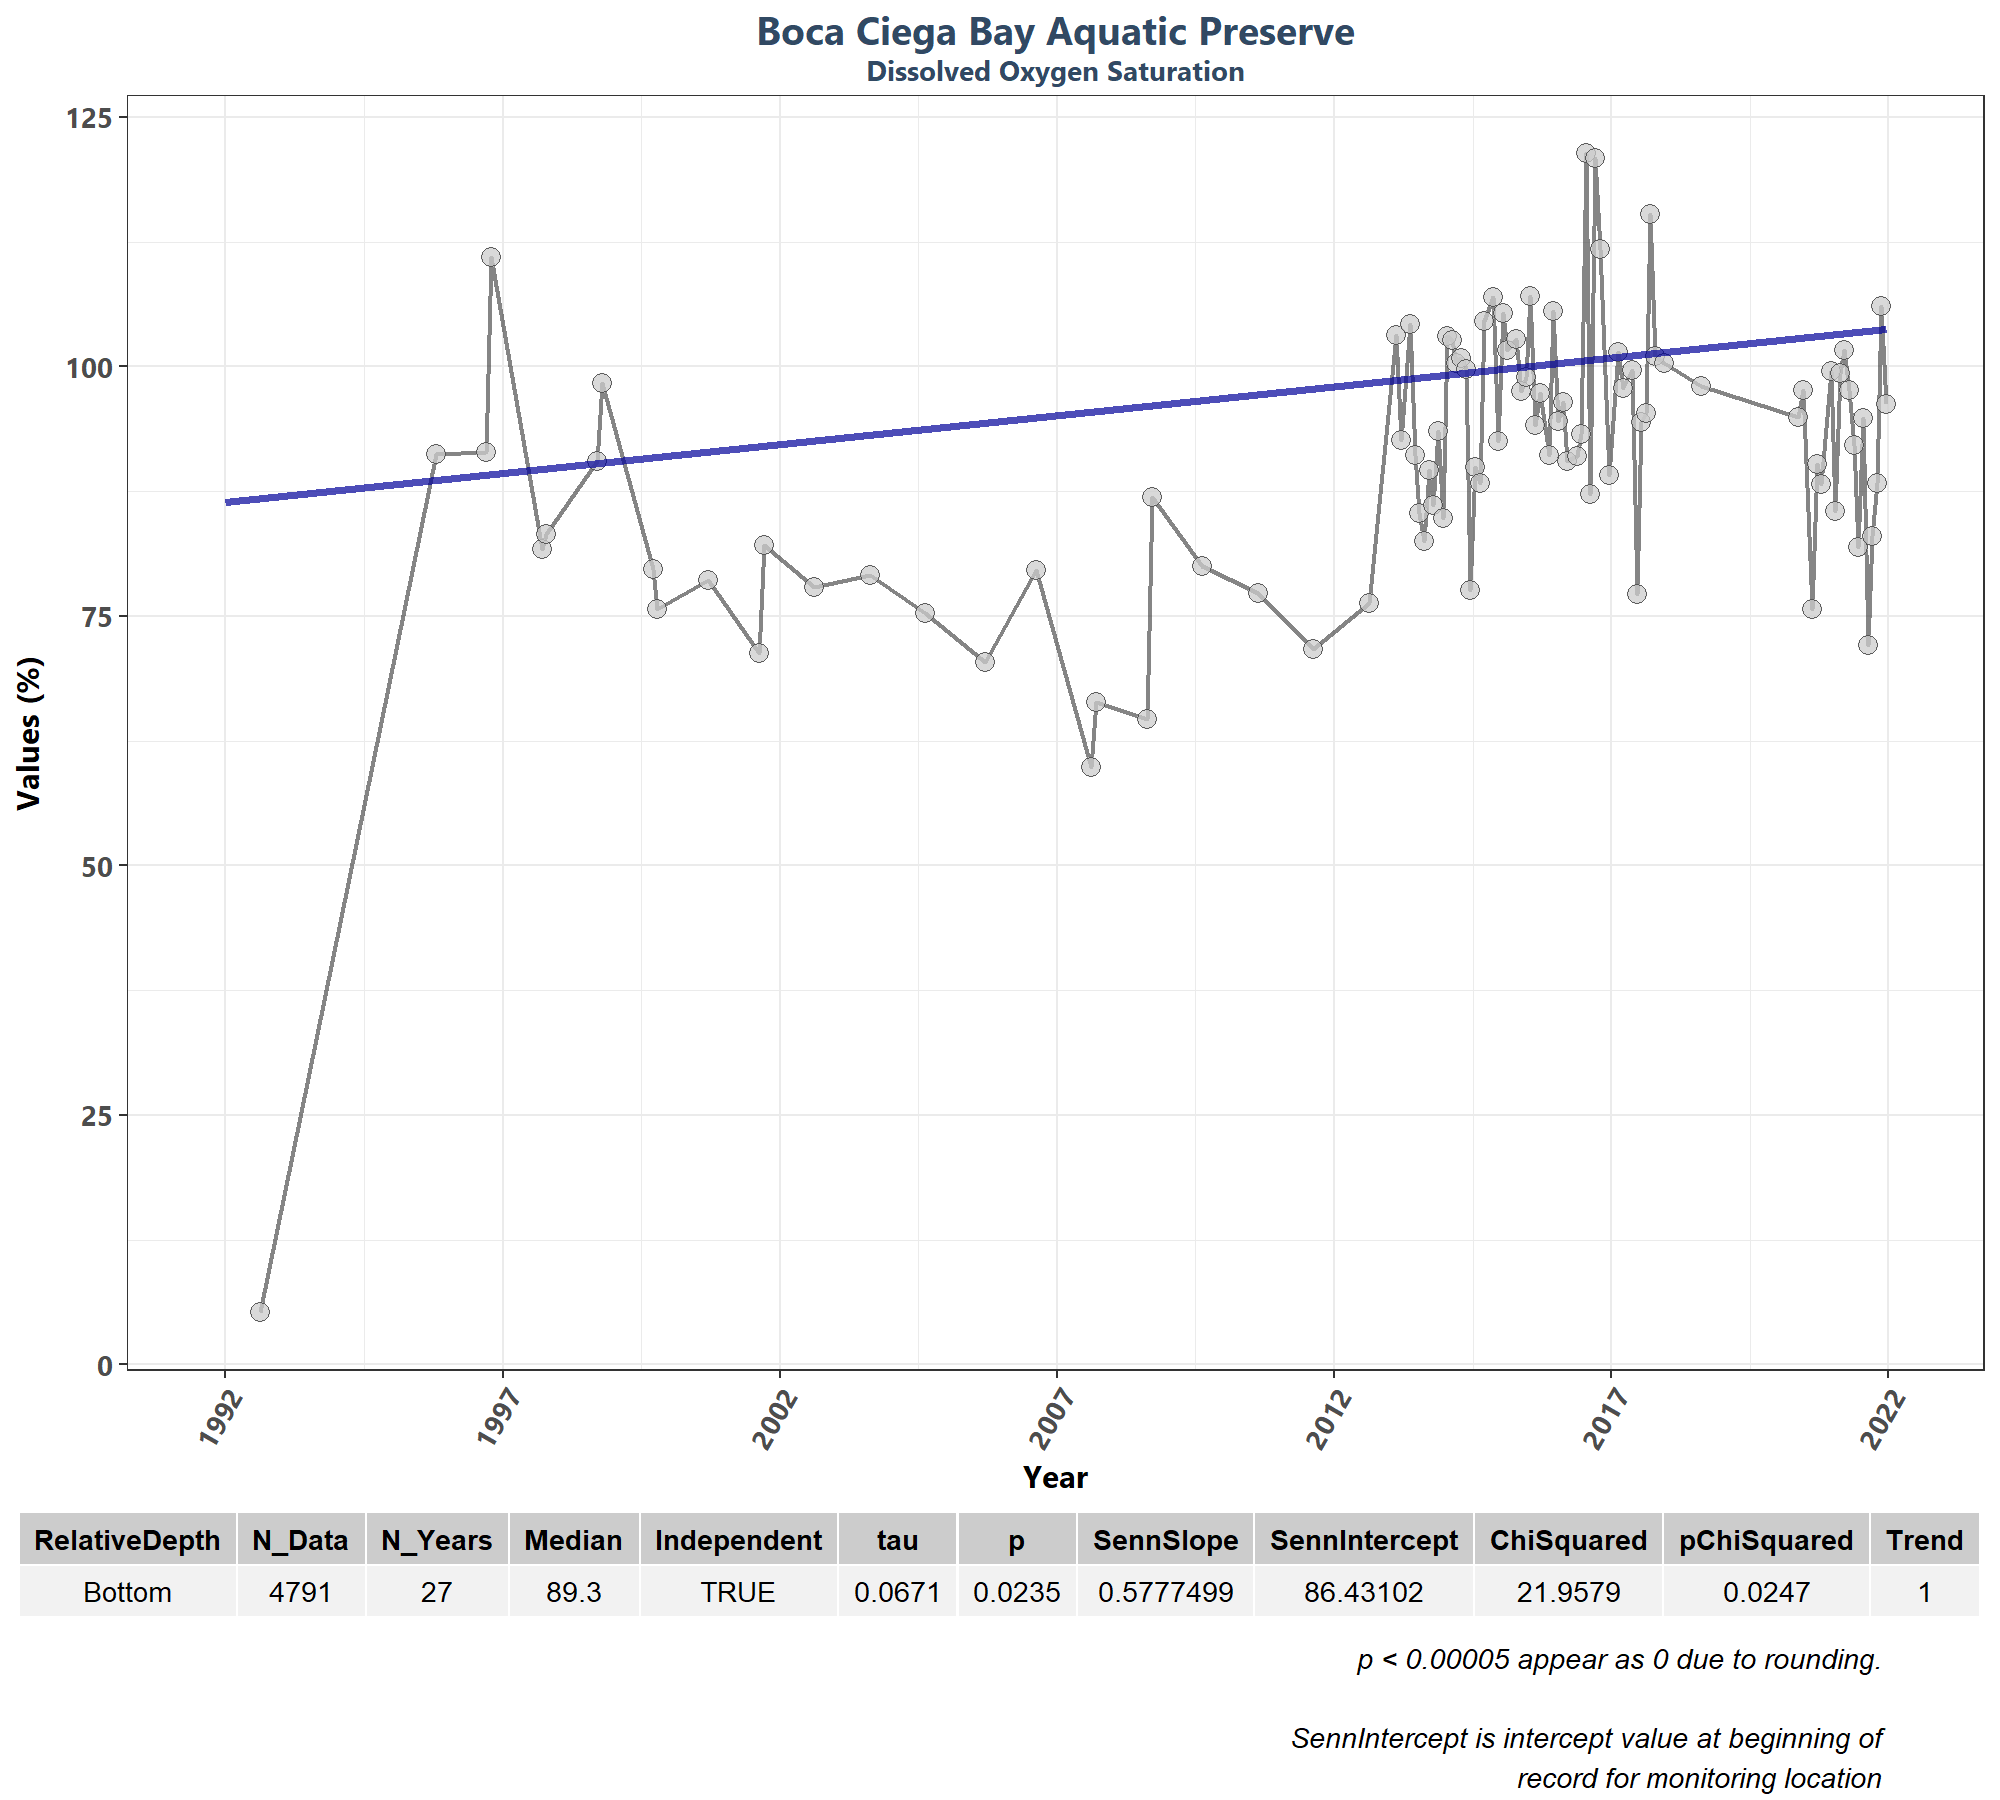 Boca Ciega Bay Aquatic Preserve
Dissolved Oxygen Saturation
125
100
75
50
25
0
Values (%)
1992 1997 2002 2007 2012 2017 2022
Year
RelativeDepth N_Data N_Years Median Independent tau p SennSlope SennIntercept ChiSquared pChiSquared Trend
Bottom 4791 27 89.3 TRUE 0.0671 0.0235 0.5777499 86.43102 21.9579 0.0247 1
p < 0.00005 appear as 0 due to rounding.
SennIntercept is intercept value at beginning of
record for monitoring location